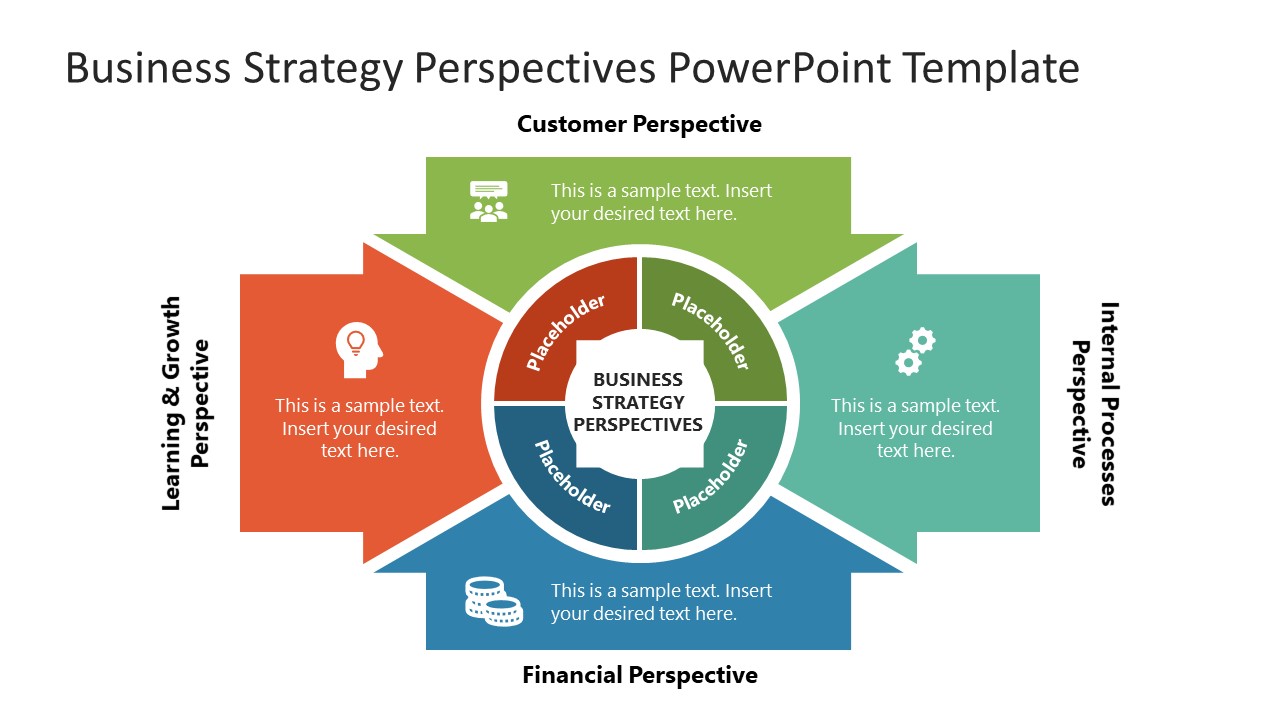 Business Strategy Perspectives PowerPoint Template
Customer Perspective
This is a sample text. Insert
your desired text here.
Learning & Growth
Perspective
This is a sample text.
Insert your desired
text here.
Placeholder
Placeholder
BUSINESS
STRATEGY
PERSPECTIVES
Placeholder
Placeholder
This is a sample text.
Insert your desired
text here.
Internal Processes
Perspective
This is a sample text. Insert
your desired text here.
Financial Perspective